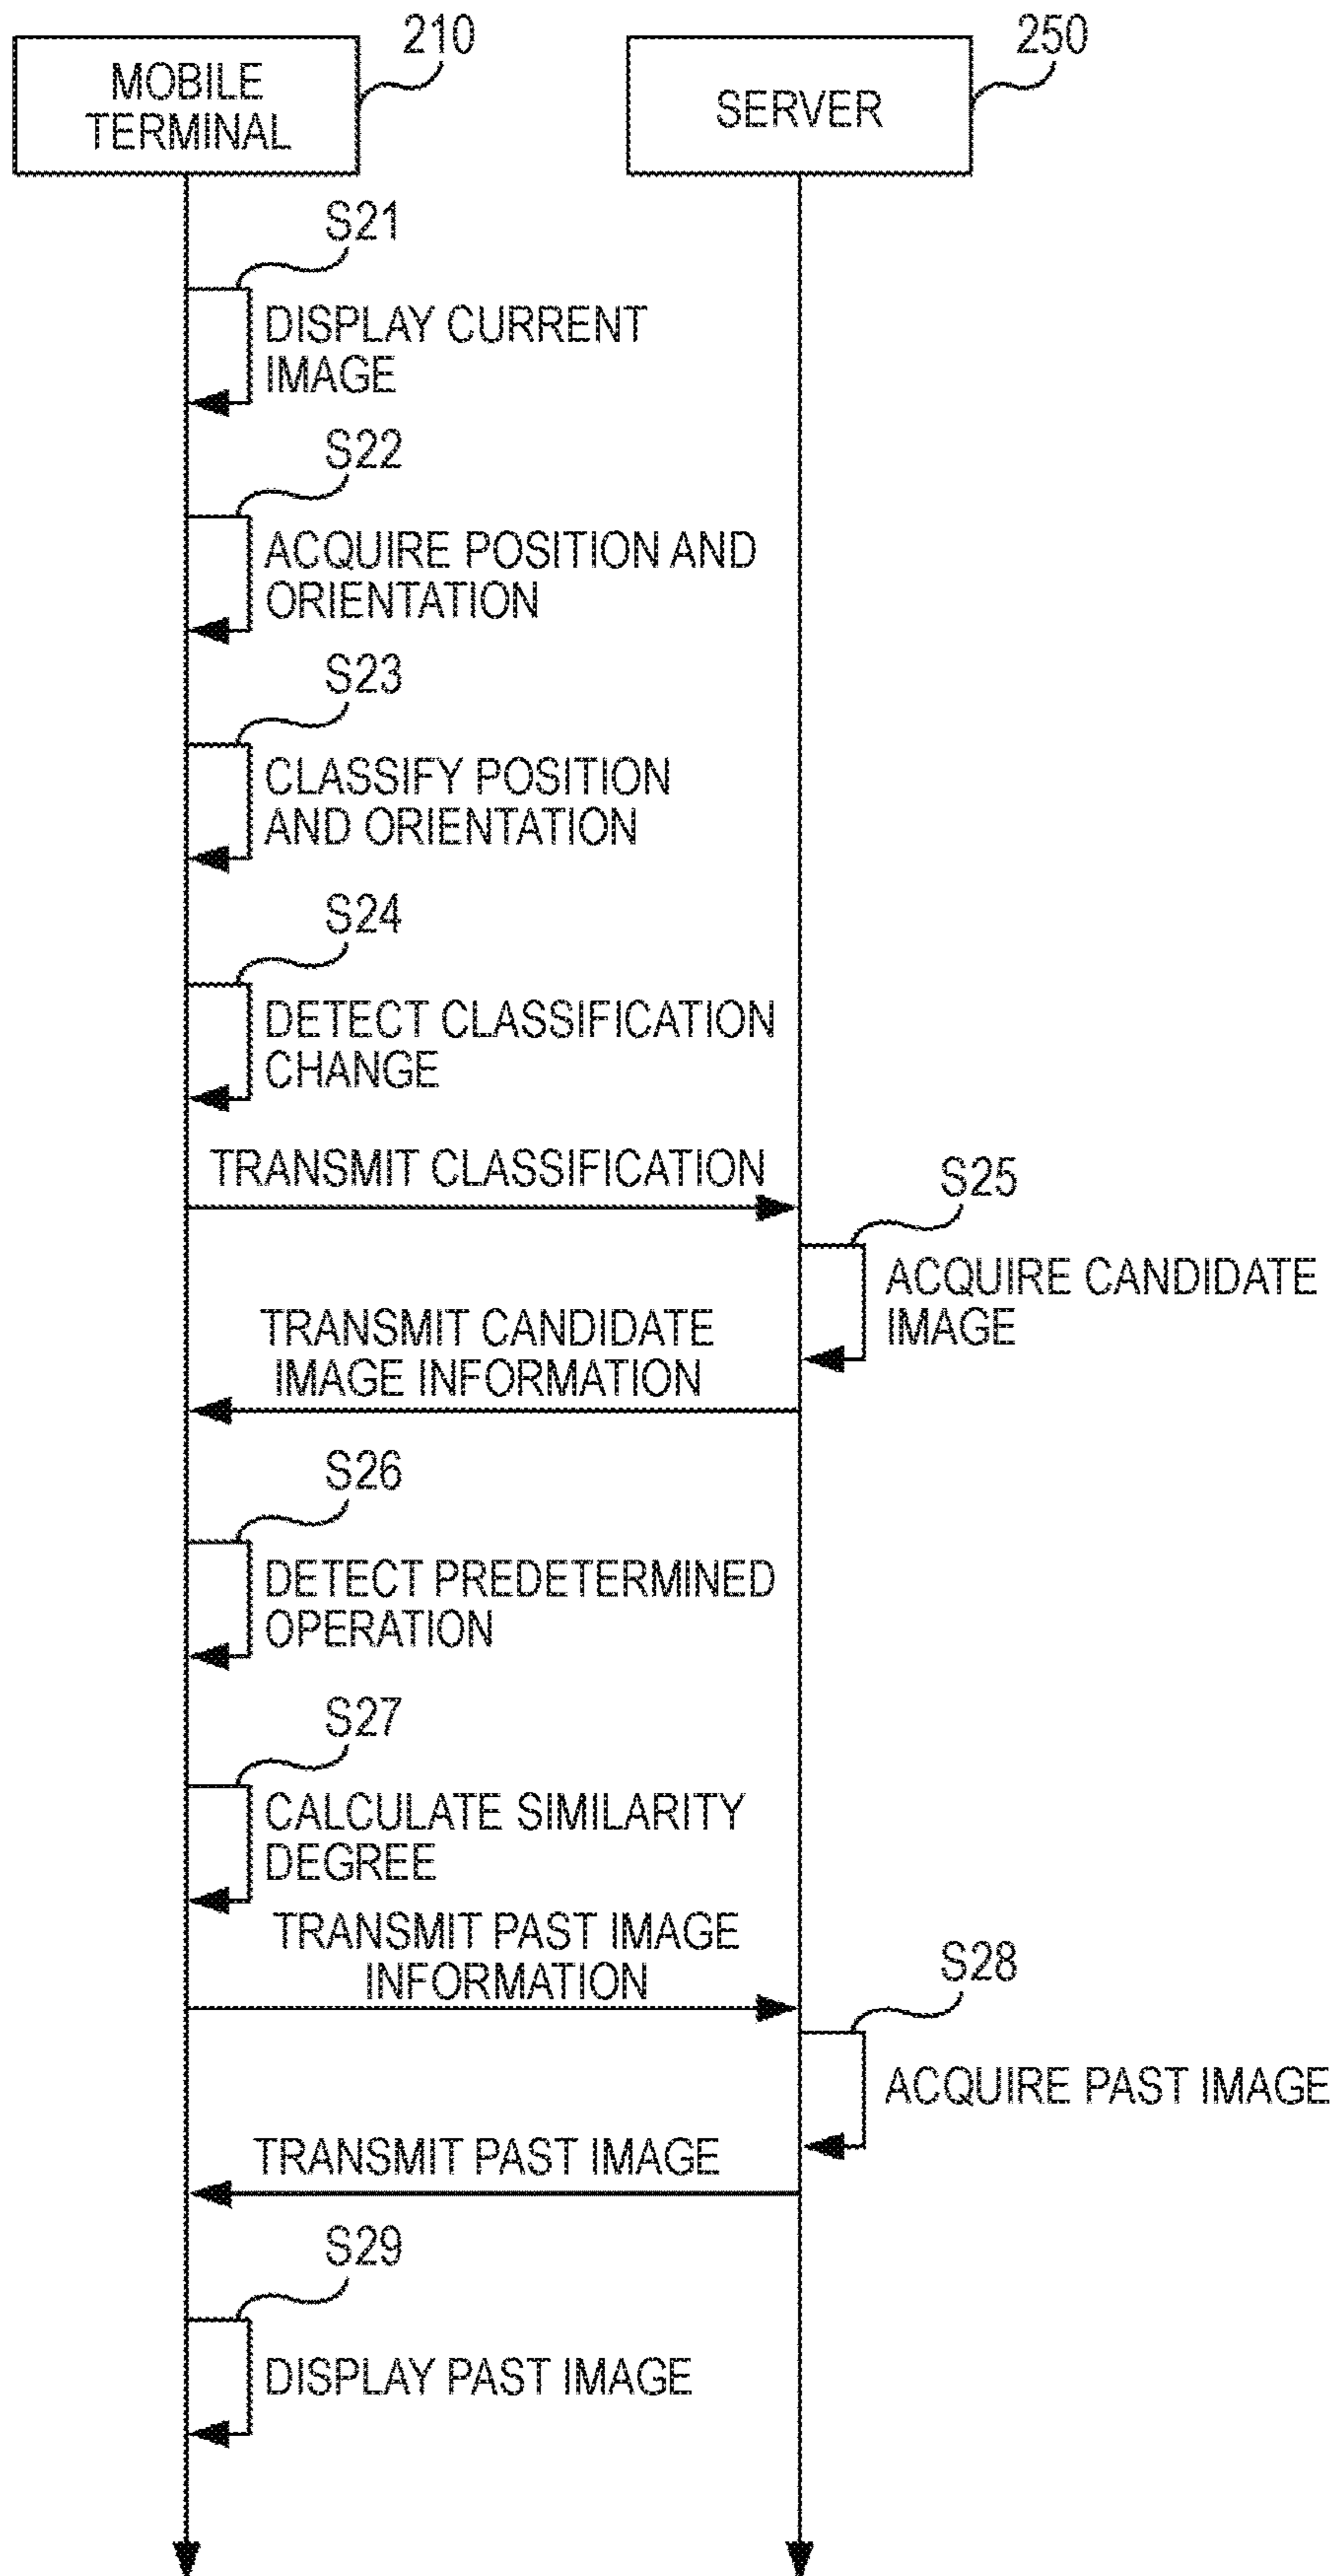 210
250
MOBILE
TERMINAL
SERVER
S21
DISPLAY CURRENT
IMAGE
S22
ACQUIRE POSITION AND
ORIENTATION
S23
CLASSIFY POSITION
AND ORIENTATION
S24
DETECT CLASSIFICATION
CHANGE
TRANSMIT CLASSIFICATION
S25
ACQUIRE CANDIDATE
IMAGE
TRANSMIT CANDIDATE
IMAGE INFORMATION
S26
DETECT PREDETERMINED
OPERATION
S27
CALCULATE SIMILARITY
DEGREE
TRANSMIT PAST IMAGE
INFORMATION
S28
ACQUIRE PAST IMAGE
TRANSMIT PAST IMAGE
S29
DISPLAY PAST IMAGE